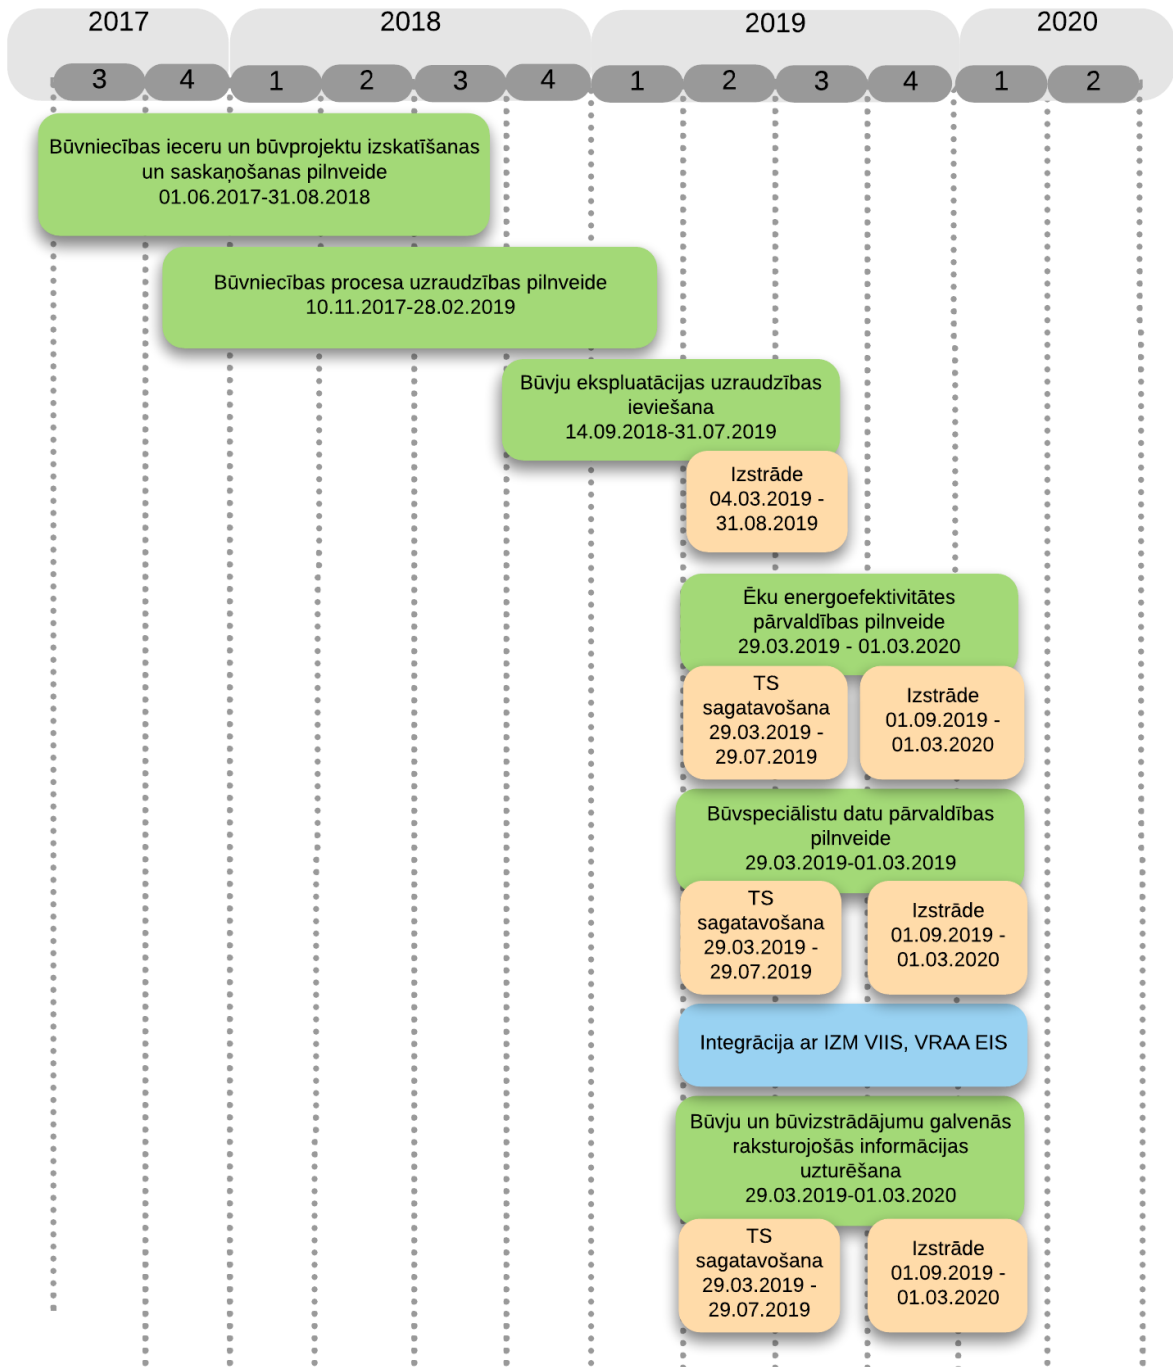 2017
2018
2019
2020
3
4
1
2
3
4
1
2
3
4
1
2
Būvniecības ieceru un būvprojektu izskatīšanas
un saskaņošanas pilnveide
01.06.2017-31.08.2018
Būvniecības procesa uzraudzības pilnveide
10.11.2017-28.02.2019
Būvju ekspluatācijas uzraudzības
ieviešana
14.09.2018-31.07.2019
Izstrāde
04.03.2019 -
31.08.2019
Ēku energoefektivitātes
pārvaldības pilnveide
29.03.2019 - 01.03.2020
TS
sagatavošana
29.03.2019 -
29.07.2019
Izstrāde
01.09.2019 -
01.03.2020
Būvspeciālistu datu pārvaldības
pilnveide
29.03.2019-01.03.2019
TS
sagatavošana
29.03.2019 -
29.07.2019
Izstrāde
01.09.2019 -
01.03.2020
Integrācija ar IZM VIIS, VRAA EIS
Būvju un būvizstrādājumu galvenās
raksturojošās informācijas
uzturēšana
29.03.2019-01.03.2020
TS
sagatavošana
29.03.2019 -
29.07.2019
Izstrāde
01.09.2019 -
01.03.2020